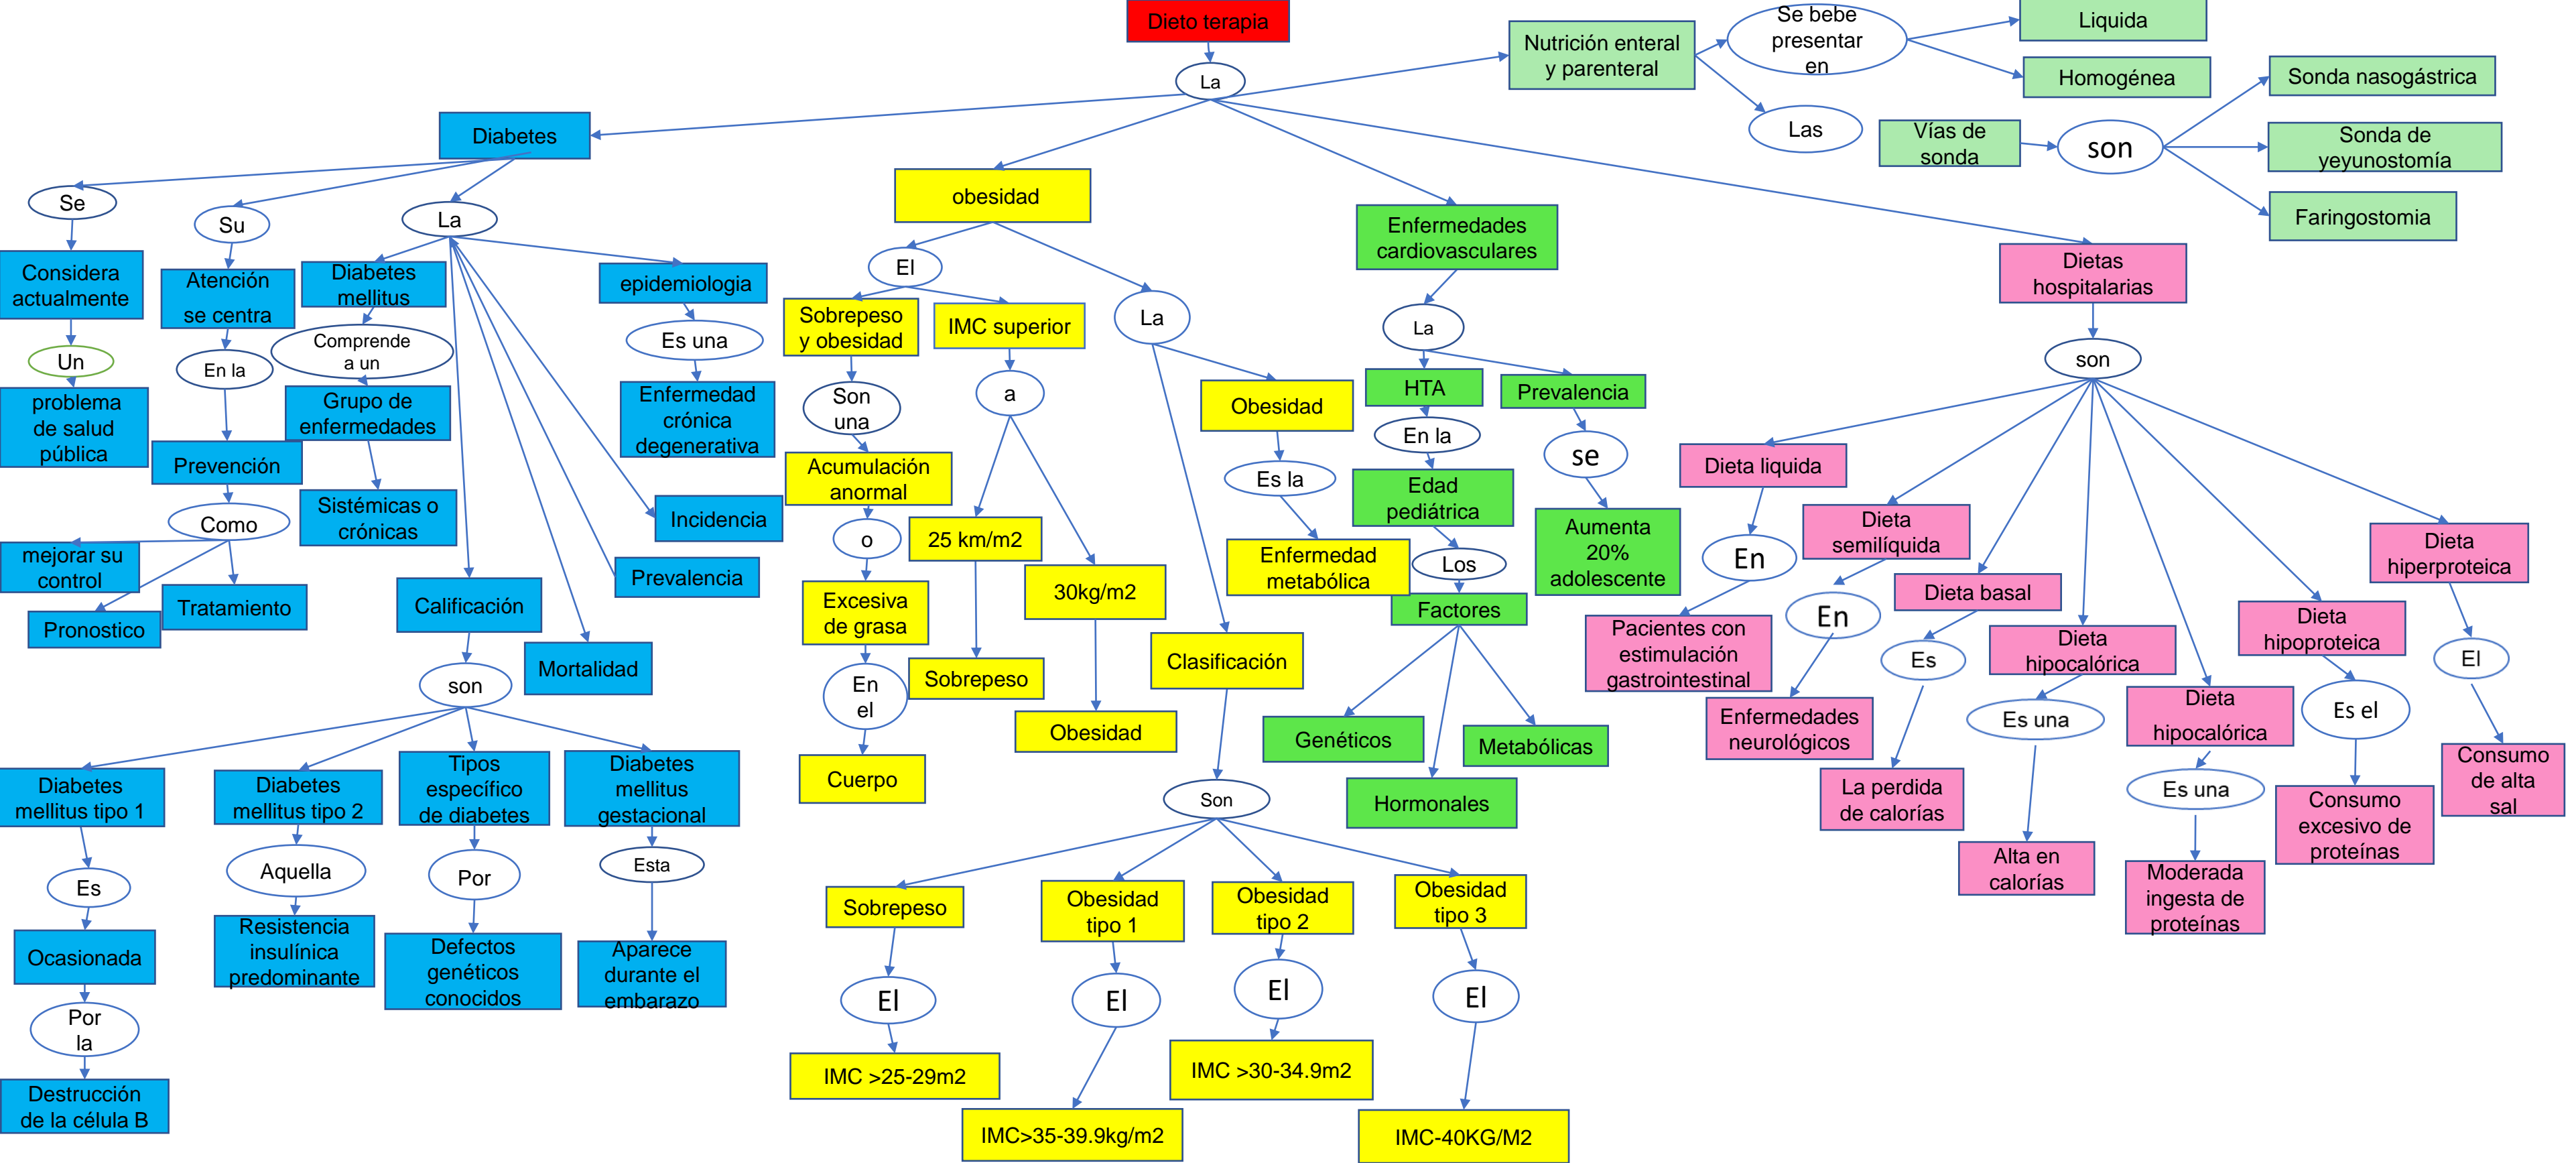 Dieto terapia
La
Nutrición enteral
y parenteral
Se bebe
presentar
en
Liquida
Homogénea
Las
Vías de
sonda
son
Sonda nasogástrica
Sonda de
yeyunostomía
Faringostomia
Diabetes
Se
Considera
actualmente
Un
problema
de salud
pública
Su
Atención
se centra
En la
Prevención
Como
mejorar su
control
Pronostico
Tratamiento
La
Diabetes
mellitus
Comprende
a un
Grupo de
enfermedades
Sistémicas o
crónicas
epidemiologia
Es una
Enfermedad
crónica
degenerativa
Incidencia
Prevalencia
Mortalidad
Calificación
son
Diabetes
mellitus tipo 1
Es
Ocasionada
Por
la
Destrucción
de la célula B
Diabetes
mellitus tipo 2
Aquella
Resistencia
insulínica
predominante
Tipos
específico
de diabetes
Por
Defectos
genéticos
conocidos
Diabetes
mellitus
gestacional
Esta
Aparece
durante el
embarazo
obesidad
El
Sobrepeso
y obesidad
Son
una
Acumulación
anormal
o
Excesiva
de grasa
En
el
Cuerpo
IMC superior
a
25 km/m2
Sobrepeso
30kg/m2
Obesidad
La
Obesidad
Es la
Enfermedad
metabólica
Clasificación
Son
Sobrepeso
El
IMC >25-29m2
Obesidad
tipo 1
El
IMC>35-39.9kg/m2
Obesidad
tipo 2
El
IMC >30-34.9m2
Obesidad
tipo 3
El
IMC-40KG/M2
Enfermedades
cardiovasculares
La
HTA
En la
Edad
pediátrica
Los
Factores
Genéticos
Hormonales
Metabólicas
Prevalencia
se
Aumenta
20%
adolescente
Dietas
hospitalarias
son
Dieta liquida
En
Pacientes con
estimulación
gastrointestinal
Dieta
semilíquida
En
Enfermedades
neurológicos
Dieta basal
Es
La perdida
de calorías
Dieta
hipocalórica
Es una
Alta en
calorías
Dieta
hipocalórica
Es una
Moderada
ingesta de
proteínas
Dieta
hipoproteica
Es el
Consumo
excesivo de
proteínas
Dieta
hiperproteica
El
Consumo
de alta
sal